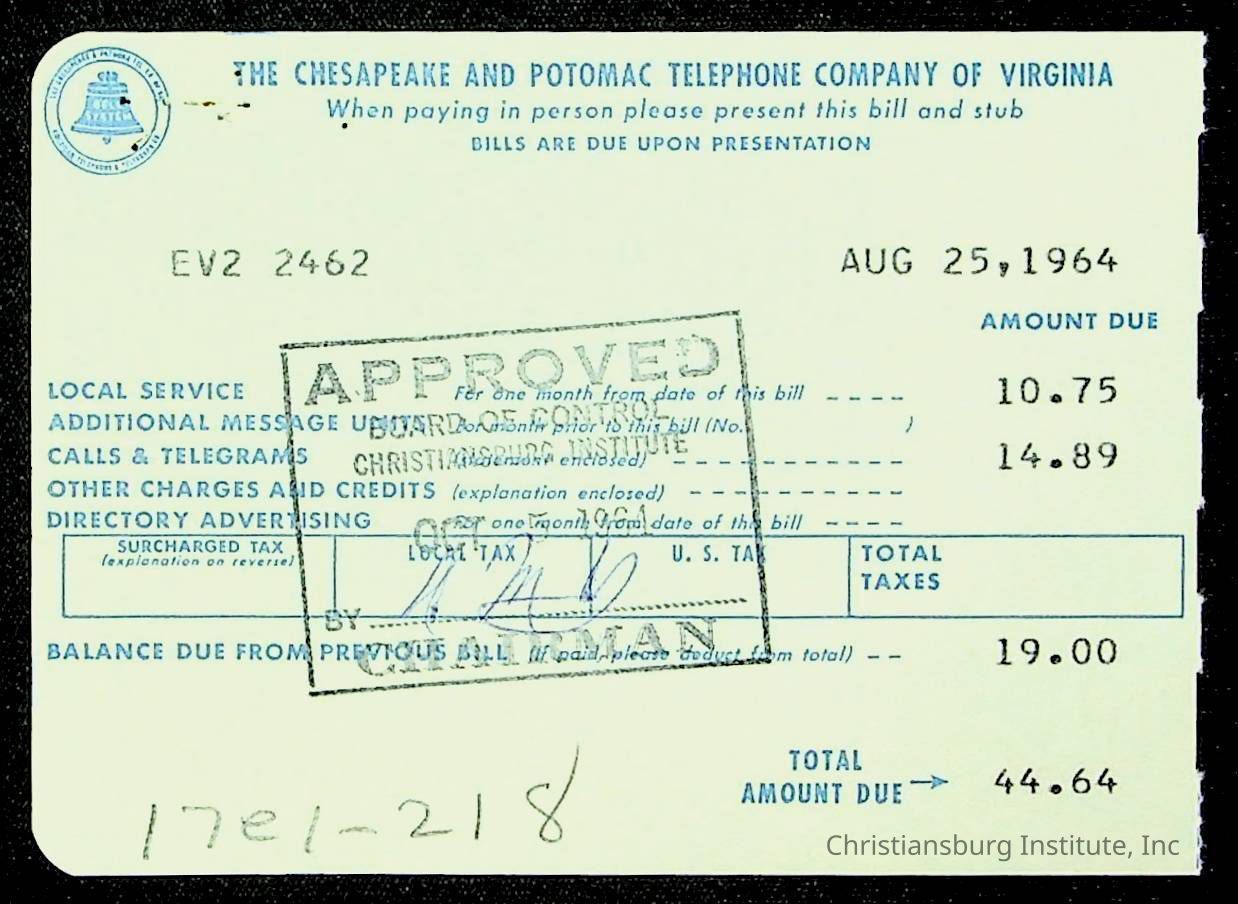 THE CHESAPEAKE AND POTOMAC TELEPHONE COMPANY OF VIRGINIA
When paying in person please present this bill and stub
BILLS ARE DUE UPON PRESENTATION
EV2 2462 AUG 25,1964
AMOUNT DUE
LOCAL SERVICE For one month from date of this bill ---- 10.75
ADDITIONAL MESSAGE UNITS For month prior to this bill (No. )
CALLS & TELEGRAMS (statement enclosed) ----------- 14.89
OTHER CHARGES AND CREDITS (explanation enclosed) ----------
DIRECTORY ADVERTISING For one month from date of this bill ----
SURCHARGED TAX LOCAL TAX U. S. TAX TOTAL
(explanation on reverse) TAXES
BALANCE DUE FROM PREVIOUS BILL (If paid, please deduct from total) -- 19.00
TOTAL
AMOUNT DUE → 44.64
APPROVED
BOARD OF CONTROL
CHRISTIANSBURG INSTITUTE
OCT 5 1964
BY
CHAIRMAN
17e1-218
Christiansburg Institute, Inc